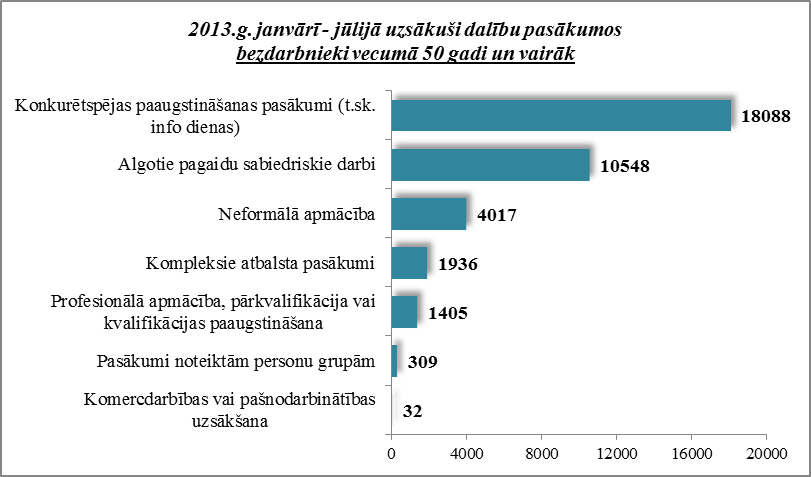 2013.g. janvārī - jūlijā uzsākuši dalību pasākumos
bezdarbnieki vecumā 50 gadi un vairāk
Konkurētspējas paaugstināšanas pasākumi (t.sk.
info dienas)
18088
Algotie pagaidu sabiedriskie darbi
10548
Neformālā apmācība
4017
Kompleksie atbalsta pasākumi
1936
Profesionālā apmācība, pārkvalifikācija vai
kvalifikācijas paaugstināšana
1405
Pasākumi noteiktām personu grupām
309
Komercdarbības vai pašnodarbinātības
uzsākšana
32
0 4000 8000 12000 16000 20000